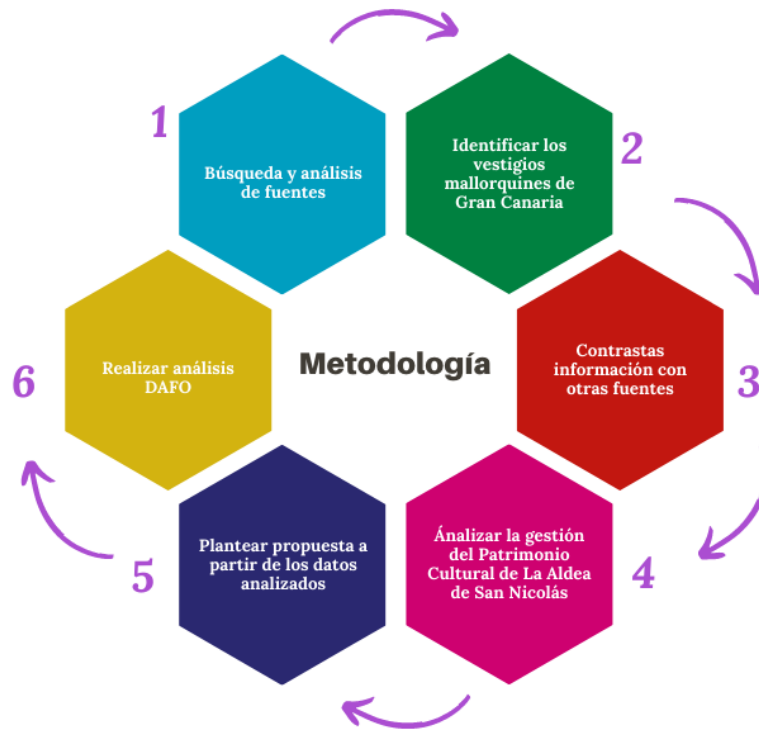 1
Búsqueda y análisis
de fuentes
2
Identificar los
vestigios
mallorquines de
Gran Canaria
3
Contrastas
información con
otras fuentes
4
Ánalizar la gestión
del Patrimonio
Cultural de La Aldea
de San Nicolás
5
Plantear propuesta a
partir de los datos
analizados
6
Realizar análisis
DAFO
Metodología